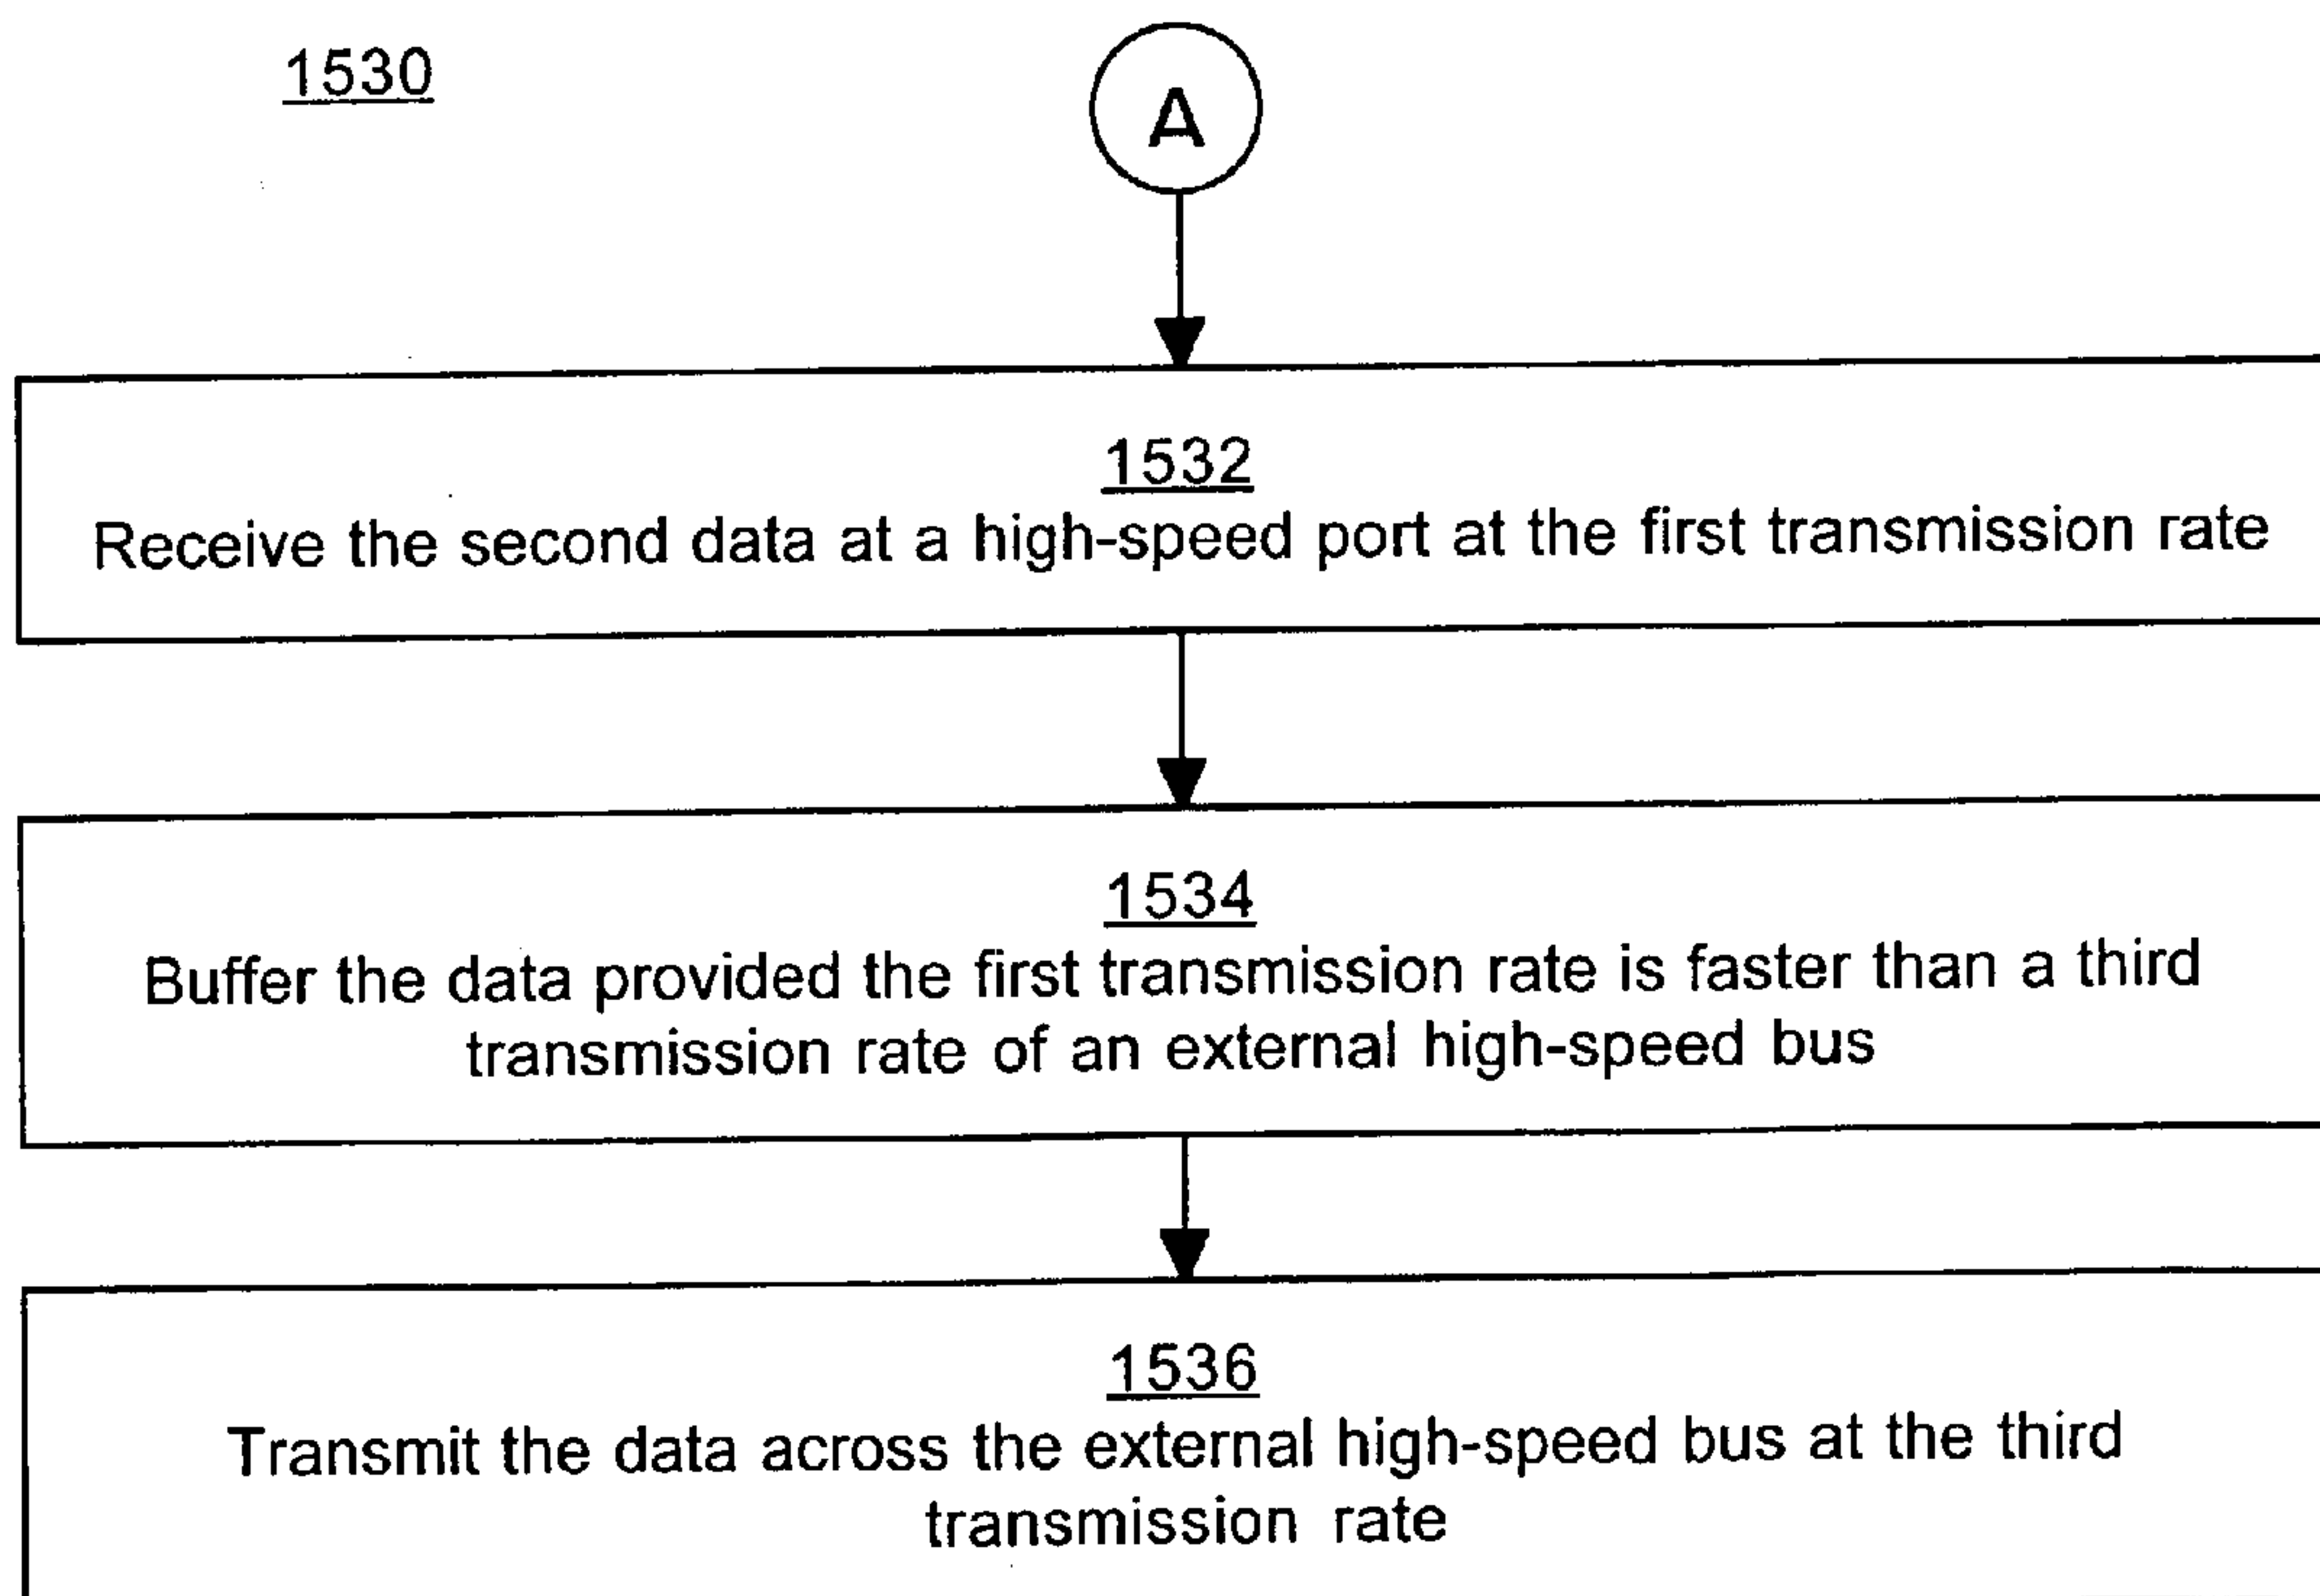 1530
A
1532
Receive the second data at a high-speed port at the first transmission rate
1534
Buffer the data provided the first transmission rate is faster than a third
transmission rate of an external high-speed bus
1536
Transmit the data across the external high-speed bus at the third
transmission rate